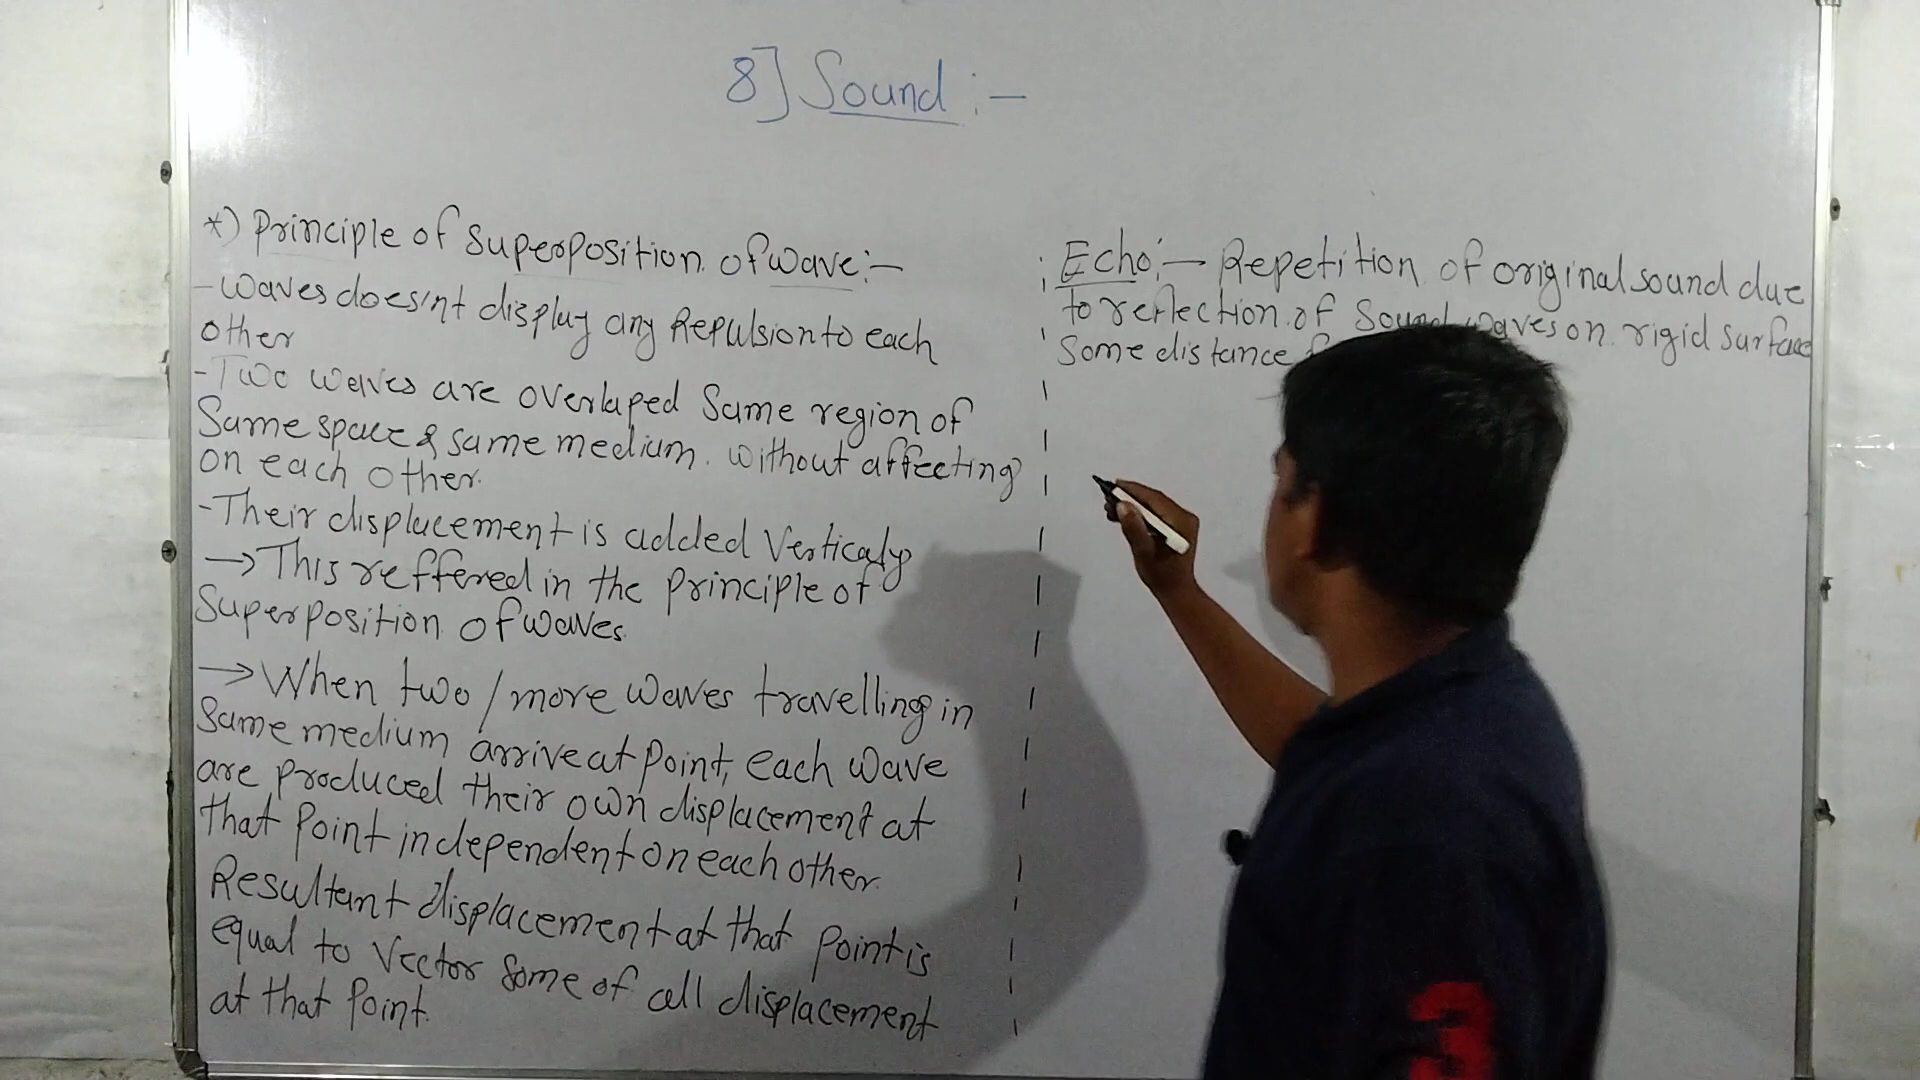 8] Sound :-
*) Principle of superposition of wave:-
- Waves does'nt display any Repulsion to each
other
- Two waves are overlaped Same region of
Same space & same medium. without affecting
on each other.
- Their displacement is added Verticaly
→ This reffered in the principle of
Superposition of waves.
→ When two / more waves travelling in
Same medium arrive at point, each wave
are produced their own displacement at
that point independent on each other.
Resultant displacement at that point is
equal to Vector Some of all displacement
at that point.
Echo:- Repetition of original sound due
to reflection of Sound waves on rigid surface
Some distance
3